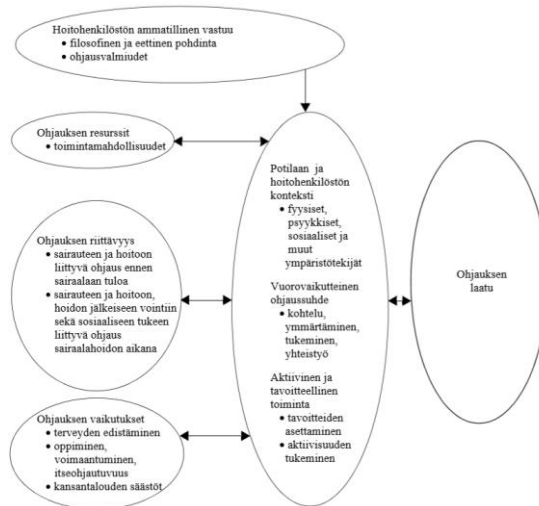 Hoitohenkilöstön ammatillinen vastuu
• filosofinen ja eettinen pohdinta
• ohjausvalmiudet
Ohjauksen resurssit
• toimintamahdollisuudet
Ohjauksen riittävyys
• sairauteen ja hoitoon
liittyvä ohjaus ennen
sairaalaan tuloa
• sairauteen ja hoitoon,
hoidon jälkeiseen vointiin
sekä sosiaaliseen tukeen
liittyvä ohjaus
sairaalahoidon aikana
Ohjauksen vaikutukset
• terveyden edistäminen
• oppiminen,
voimaantuminen,
itseohjautuvuus
• kansantalouden säästöt
Potilaan ja
hoitohenkilöstön
konteksti
• fyysiset,
psyykkiset,
sosiaaliset ja
muut
ympäristötekijät
Vuorovaikutteinen
ohjaussuhde
• kohtelu,
ymmärtäminen,
tukeminen,
yhteistyö
Aktiivinen ja
tavoitteellinen
toiminta
• tavoitteiden
asettaminen
• aktiivisuuden
tukeminen
Ohjauksen
laatu